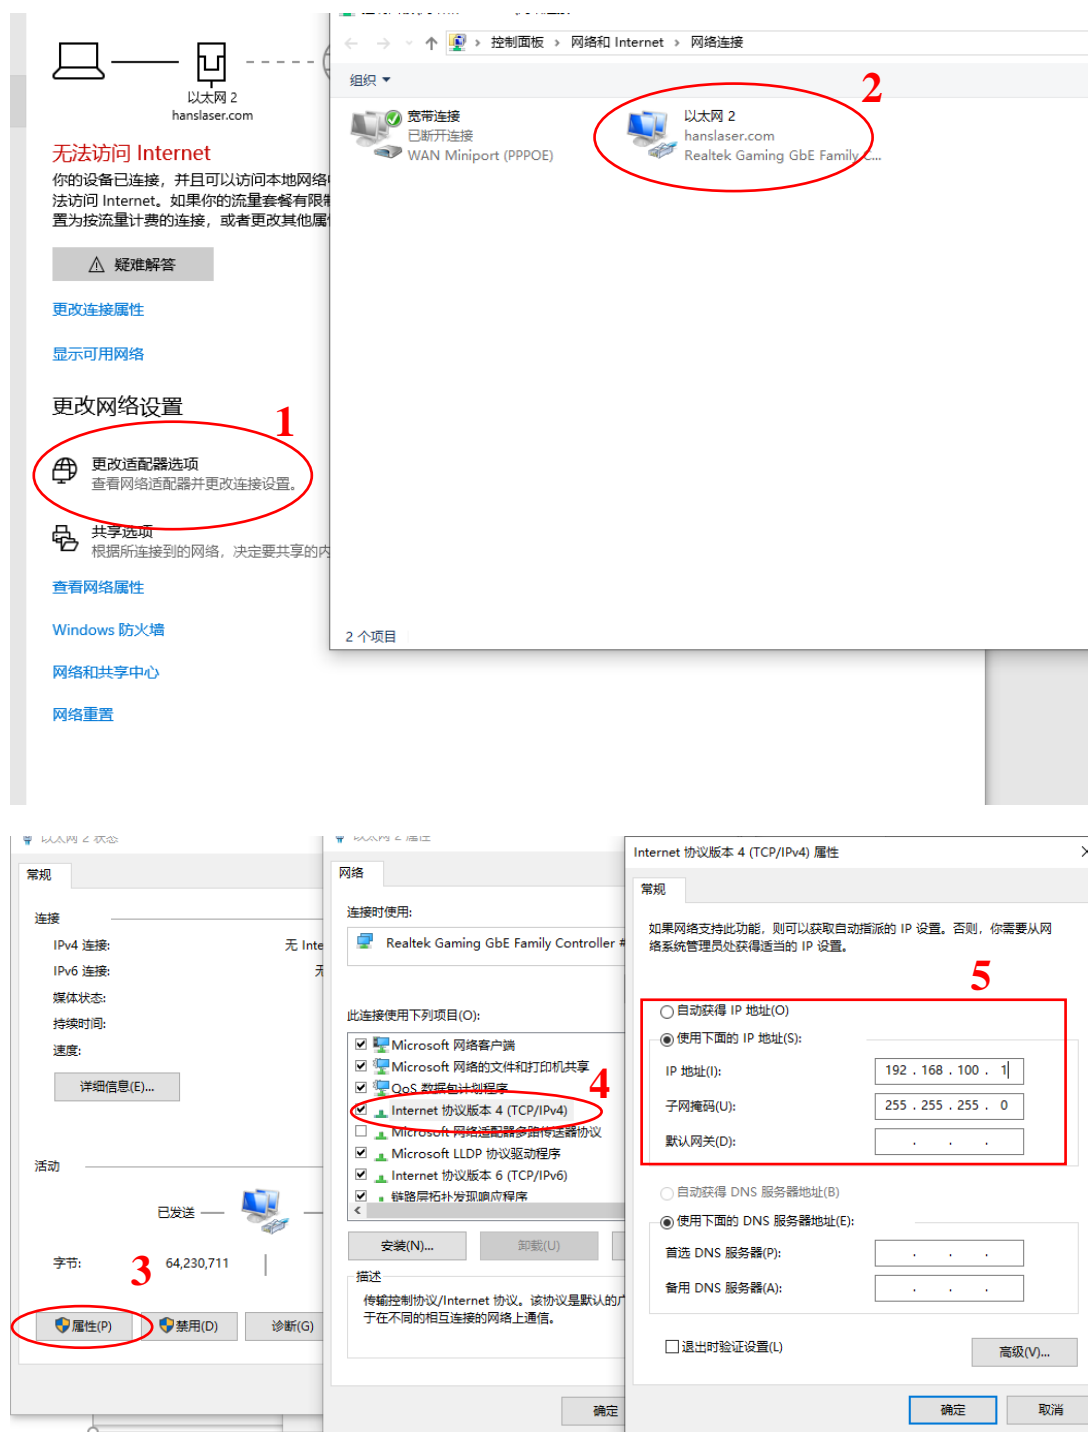 控制面板 > 网络和 Internet > 网络连接
组织
2
宽带连接
已断开连接
WAN Miniport (PPPOE)
以太网 2
hanslaser.com
Realtek Gaming GbE Family C...
2 个项目
以太网 2
hanslaser.com
无法访问 Internet
你的设备已连接，并且可以访问本地网络
法访问 Internet。如果你的流量套餐有限
置为按流量计费的连接，或者更改其他属
疑难解答
更改连接属性
显示可用网络
更改网络设置
1
更改适配器选项
查看网络适配器并更改连接设置。
共享选项
根据所连接到的网络，决定要共享的内
查看网络属性
Windows 防火墙
网络和共享中心
网络重置
以太网 2 状态
常规
连接
IPv4 连接:
无 Inte
IPv6 连接:
无
媒体状态:
持续时间:
速度:
详细信息(E)...
活动
已发送
字节:
64,230,711
3
属性(P)
禁用(D)
诊断(G)
以太网 2 属性
网络
连接时使用:
Realtek Gaming GbE Family Controller #
此连接使用下列项目(O):
Microsoft 网络客户端
Microsoft 网络的文件和打印机共享
QoS 数据包计划程序
4
Internet 协议版本 4 (TCP/IPv4)
Microsoft 网络适配器多路传送器协议
Microsoft LLDP 协议驱动程序
Internet 协议版本 6 (TCP/IPv6)
链路层拓扑发现响应程序
安装(N)...
卸载(U)
描述
传输控制协议/Internet 协议。该协议是默认的广
于在不同的相互连接的网络上通信。
确定
Internet 协议版本 4 (TCP/IPv4) 属性
常规
如果网络支持此功能，则可以获取自动指派的 IP 设置。否则，你需要从网
络系统管理员处获得适当的 IP 设置。
5
自动获得 IP 地址(O)
使用下面的 IP 地址(S):
IP 地址(I):
192 . 168 . 100 . 1
子网掩码(U):
255 . 255 . 255 . 0
默认网关(D):
. . .
自动获得 DNS 服务器地址(B)
使用下面的 DNS 服务器地址(E):
首选 DNS 服务器(P):
. . .
备用 DNS 服务器(A):
. . .
退出时验证设置(L)
高级(V)...
确定
取消